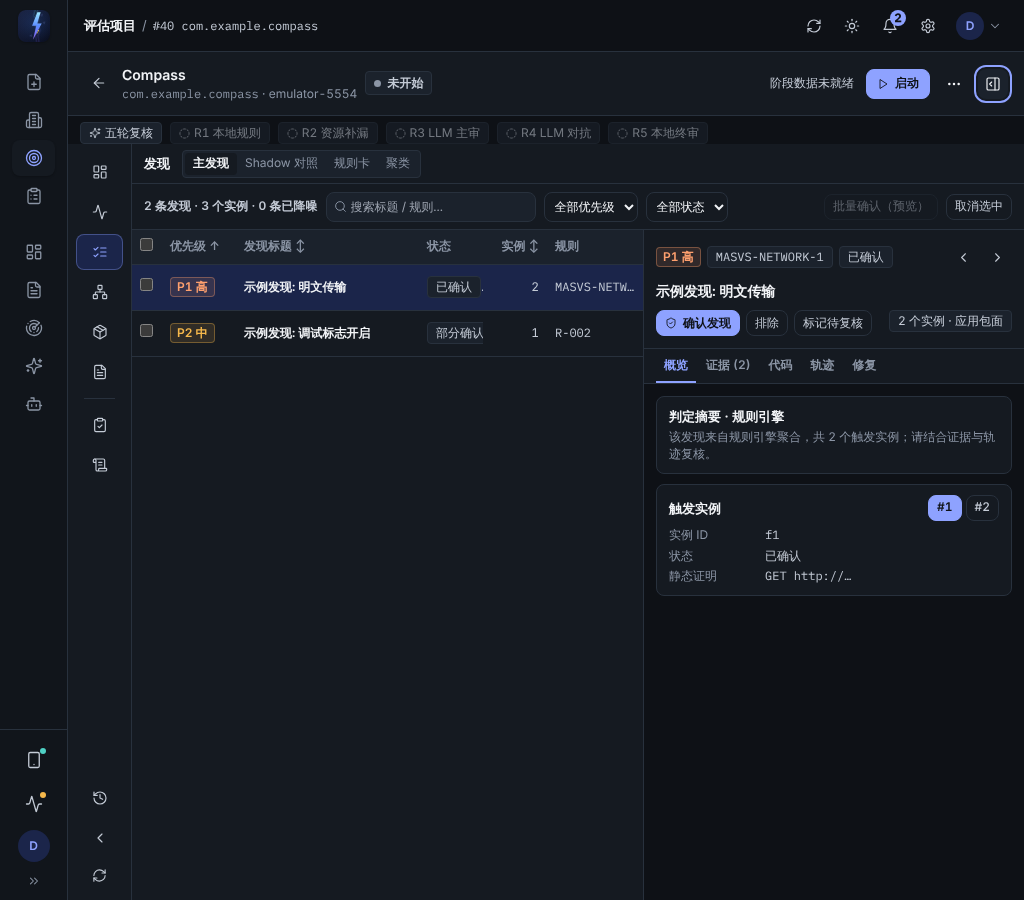 评估项目 / #40 com.example.compass
2
D
Compass
com.example.compass · emulator-5554
未开始
阶段数据未就绪
启动
五轮复核
R1 本地规则
R2 资源补漏
R3 LLM 主审
R4 LLM 对抗
R5 本地终审
发现
主发现
Shadow 对照
规则卡
聚类
2 条发现 · 3 个实例 · 0 条已降噪
搜索标题 / 规则...
全部优先级
全部状态
批量确认（预览）
取消选中
优先级
发现标题
状态
实例
规则
P1 高
示例发现: 明文传输
已确认
2
MASVS-NETW…
P2 中
示例发现: 调试标志开启
部分确认
1
R-002
P1 高
MASVS-NETWORK-1
已确认
示例发现: 明文传输
确认发现
排除
标记待复核
2 个实例 · 应用包面
概览
证据 (2)
代码
轨迹
修复
判定摘要 · 规则引擎
该发现来自规则引擎聚合，共 2 个触发实例；请结合证据与轨
迹复核。
触发实例
#1
#2
实例 ID
f1
状态
已确认
静态证明
GET http://…
D